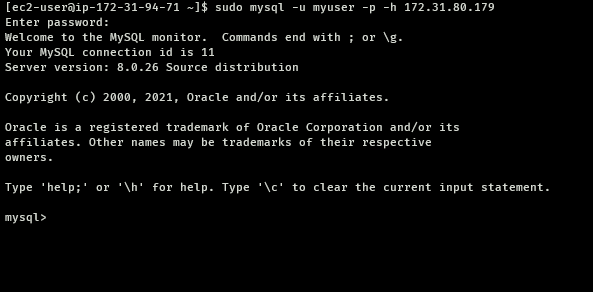 [ec2-user@ip-172-31-94-71 ~]$ sudo mysql -u myuser -p -h 172.31.80.179
Enter password:
Welcome to the MySQL monitor.  Commands end with ; or \g.
Your MySQL connection id is 11
Server version: 8.0.26 Source distribution

Copyright (c) 2000, 2021, Oracle and/or its affiliates.

Oracle is a registered trademark of Oracle Corporation and/or its
affiliates. Other names may be trademarks of their respective
owners.

Type 'help;' or '\h' for help. Type '\c' to clear the current input statement.

mysql>